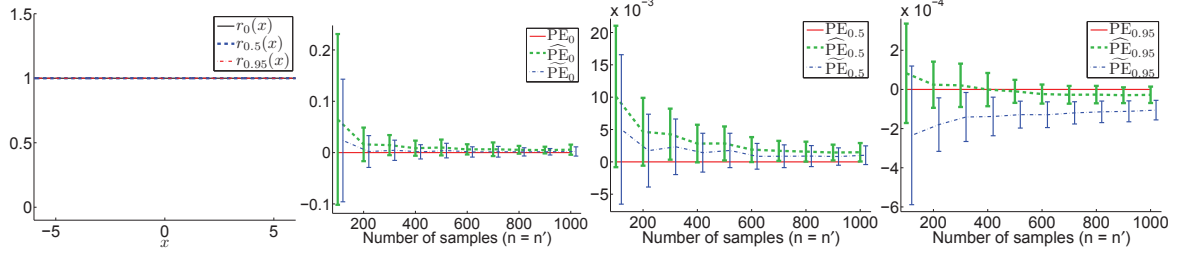 1.5
1
0.5
0
−5
0
5
x
r₀(x)
r₀.₅(x)
r₀.₉₅(x)
0.2
0.1
0
−0.1
200 400 600 800 1000
Number of samples (n = n′)
PE₀
P̂E₀
P̃E₀
x 10⁻³
20
15
10
5
0
−5
200 400 600 800 1000
Number of samples (n = n′)
PE₀.₅
P̂E₀.₅
P̃E₀.₅
x 10⁻⁴
2
0
−2
−4
−6
200 400 600 800 1000
Number of samples (n = n′)
PE₀.₉₅
P̂E₀.₉₅
P̃E₀.₉₅